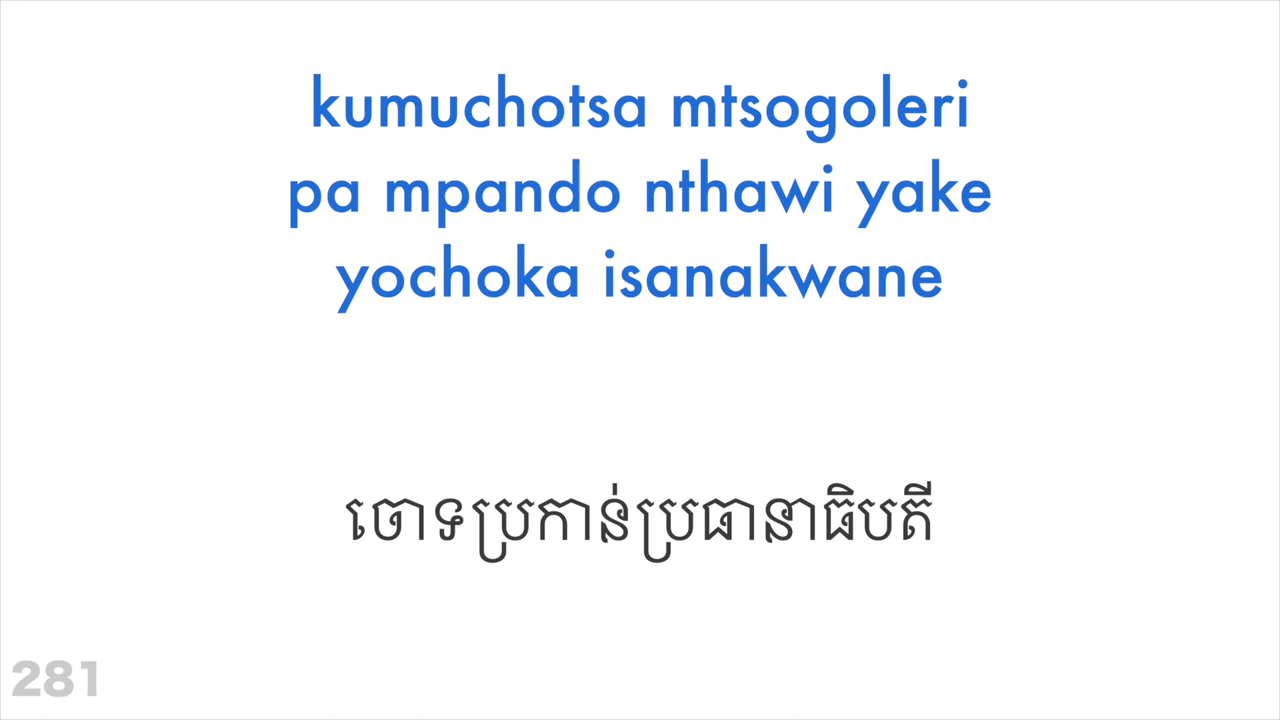 kumuchotsa mtsogoleri
pa mpando nthawi yake
yochoka isanakwane
ចោទប្រកាន់ប្រធានាធិបតី
281